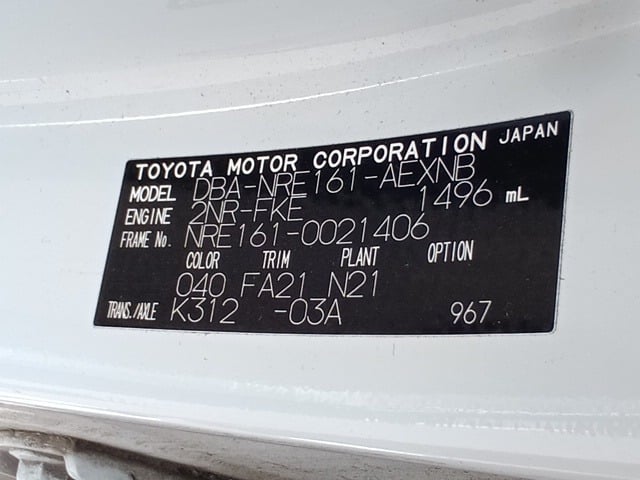 TOYOTA MOTOR CORPORATION JAPAN
MODEL DBA-NRE161-AEXNB
ENGINE 2NR-FKE 1496 mL
FRAME No. NRE161-0021406
COLOR TRIM PLANT OPTION
040 FA21 N21
TRANS./AXLE K312 -03A 967